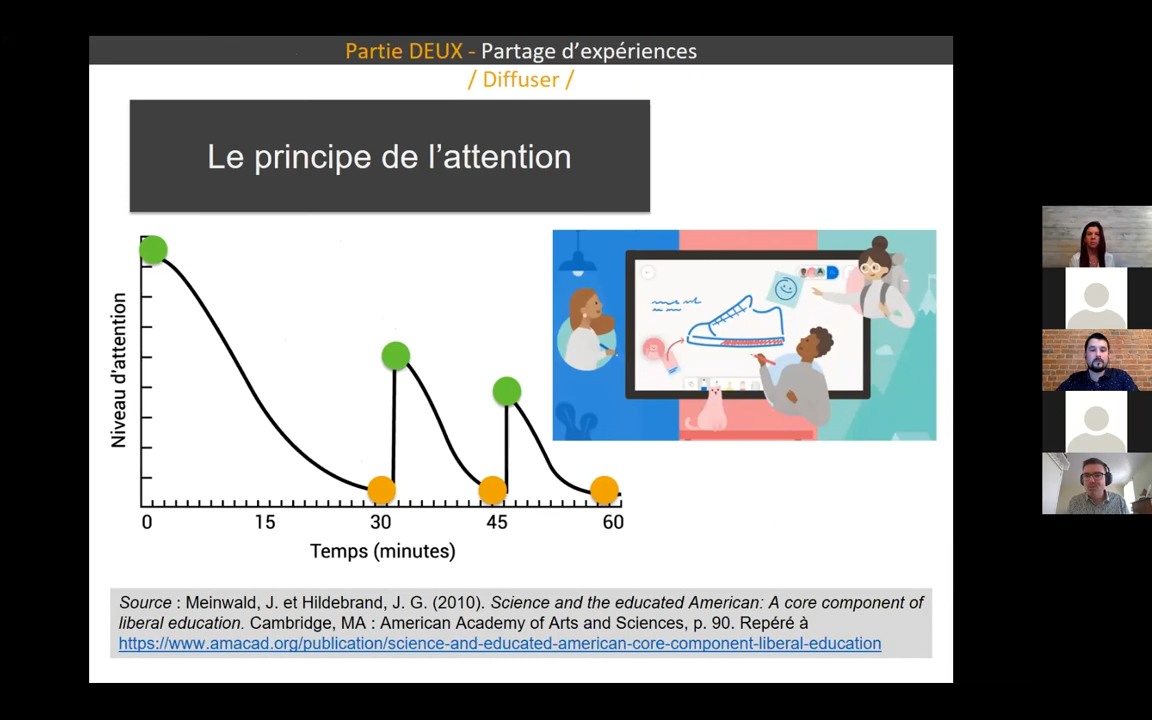 Partie DEUX - Partage d’expériences
/ Diffuser /
Le principe de l’attention
Niveau d'attention
0 15 30 45 60
Temps (minutes)
Source : Meinwald, J. et Hildebrand, J. G. (2010). Science and the educated American: A core component of
liberal education. Cambridge, MA : American Academy of Arts and Sciences, p. 90. Repéré à
https://www.amacad.org/publication/science-and-educated-american-core-component-liberal-education